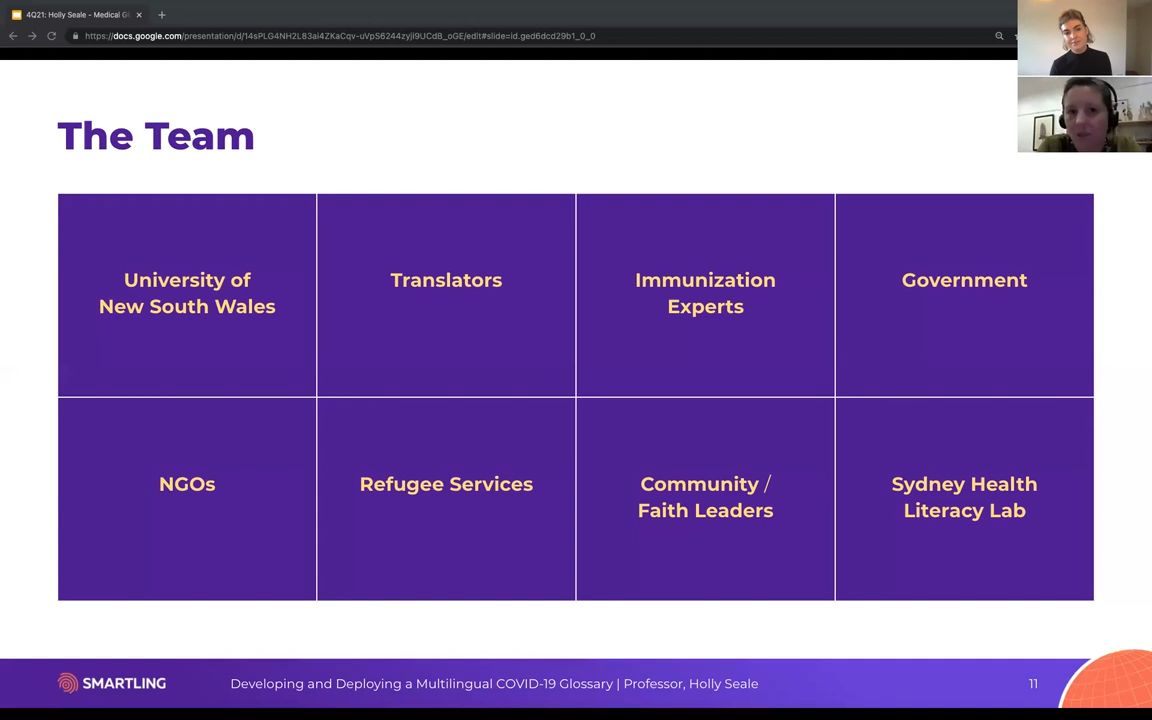 4Q21: Holly Seale - Medical Gl
https://docs.google.com/presentation/d/14sPLG4NH2L83ai4ZKaCqv-uVpS6244zyji9UCdB_oGE/edit#slide=id.ged6dcd29b1_0_0
The Team
University of
New South Wales
Translators
Immunization
Experts
Government
NGOs
Refugee Services
Community /
Faith Leaders
Sydney Health
Literacy Lab
SMARTLING
Developing and Deploying a Multilingual COVID-19 Glossary | Professor, Holly Seale
11